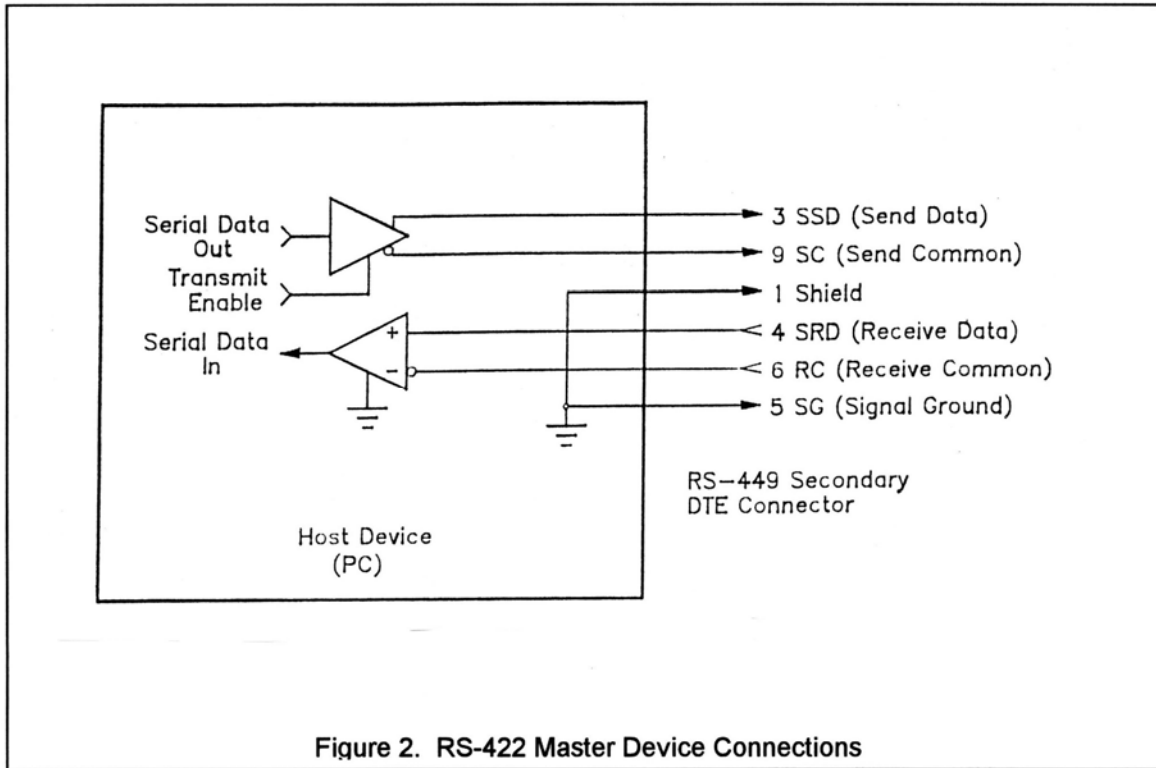 Serial Data
Out
Transmit
Enable
Serial Data
In
+
−
3 SSD (Send Data)
9 SC (Send Common)
1 Shield
4 SRD (Receive Data)
6 RC (Receive Common)
5 SG (Signal Ground)
RS-449 Secondary
DTE Connector
Host Device
(PC)
Figure 2. RS-422 Master Device Connections